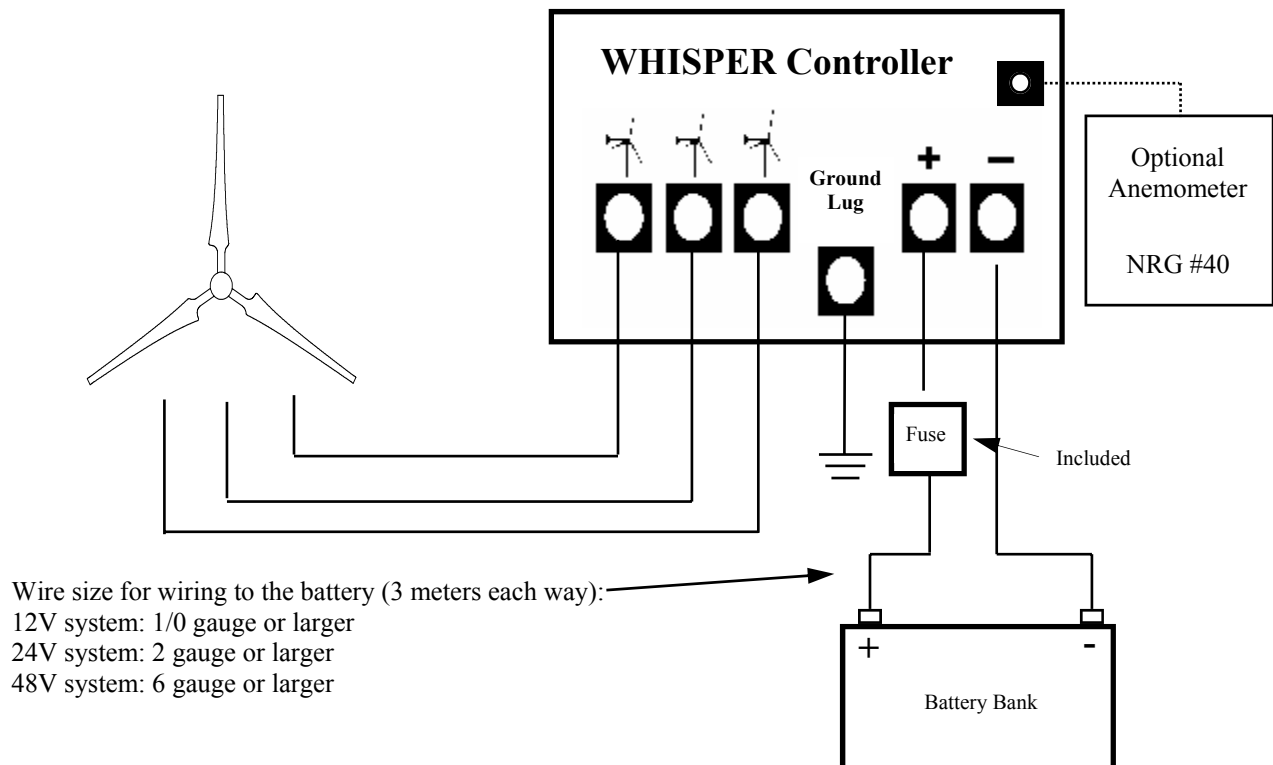 WHISPER Controller
Ground
Lug
+
–
Optional
Anemometer
NRG #40
Fuse
Included
Wire size for wiring to the battery (3 meters each way):
12V system: 1/0 gauge or larger
24V system: 2 gauge or larger
48V system: 6 gauge or larger
+
-
Battery Bank